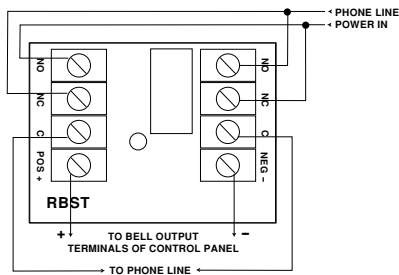 PHONE LINE
POWER IN
NO
NO
NC
NC
C
C
POS +
NEG –
RBST
+
–
TO BELL OUTPUT
TERMINALS OF CONTROL PANEL
TO PHONE LINE